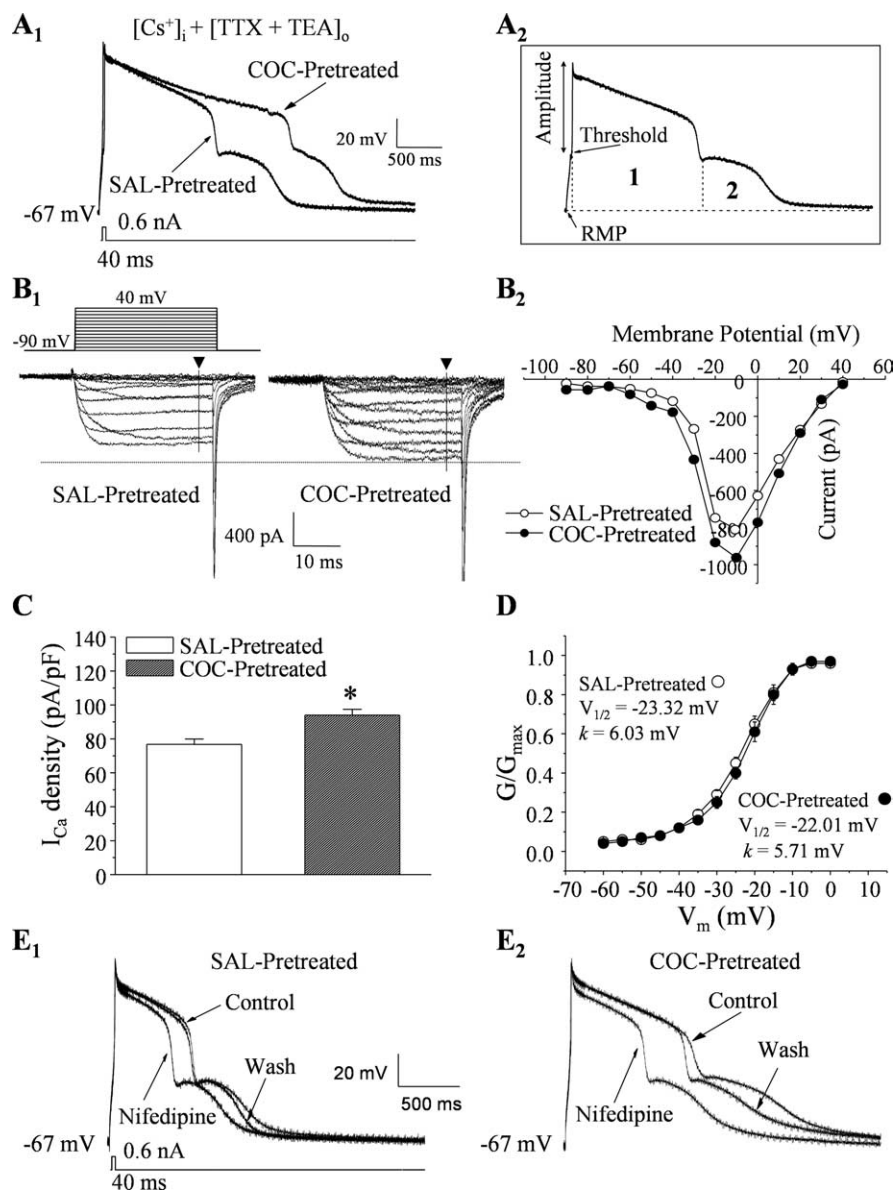 A1
[Cs+]i + [TTX + TEA]o
COC-Pretreated
20 mV
500 ms
SAL-Pretreated
-67 mV
0.6 nA
40 ms
A2
Amplitude
Threshold
1
2
RMP
B1
40 mV
-90 mV
SAL-Pretreated
COC-Pretreated
400 pA
10 ms
B2
Membrane Potential (mV)
-100 -80 -60 -40 -20 0 20 40 60
0
-200
-400
-600
-800
-1000
Current (pA)
SAL-Pretreated
COC-Pretreated
C
140
120
100
80
60
40
20
0
ICa density (pA/pF)
SAL-Pretreated
COC-Pretreated
*
D
1.0
0.8
0.6
0.4
0.2
0.0
G/Gmax
SAL-Pretreated
V1/2 = -23.32 mV
k = 6.03 mV
COC-Pretreated
V1/2 = -22.01 mV
k = 5.71 mV
-70 -60 -50 -40 -30 -20 -10 0 10
Vm (mV)
E1
SAL-Pretreated
Control
Wash
Nifedipine
20 mV
500 ms
-67 mV
0.6 nA
40 ms
E2
COC-Pretreated
Control
Wash
Nifedipine
-67 mV